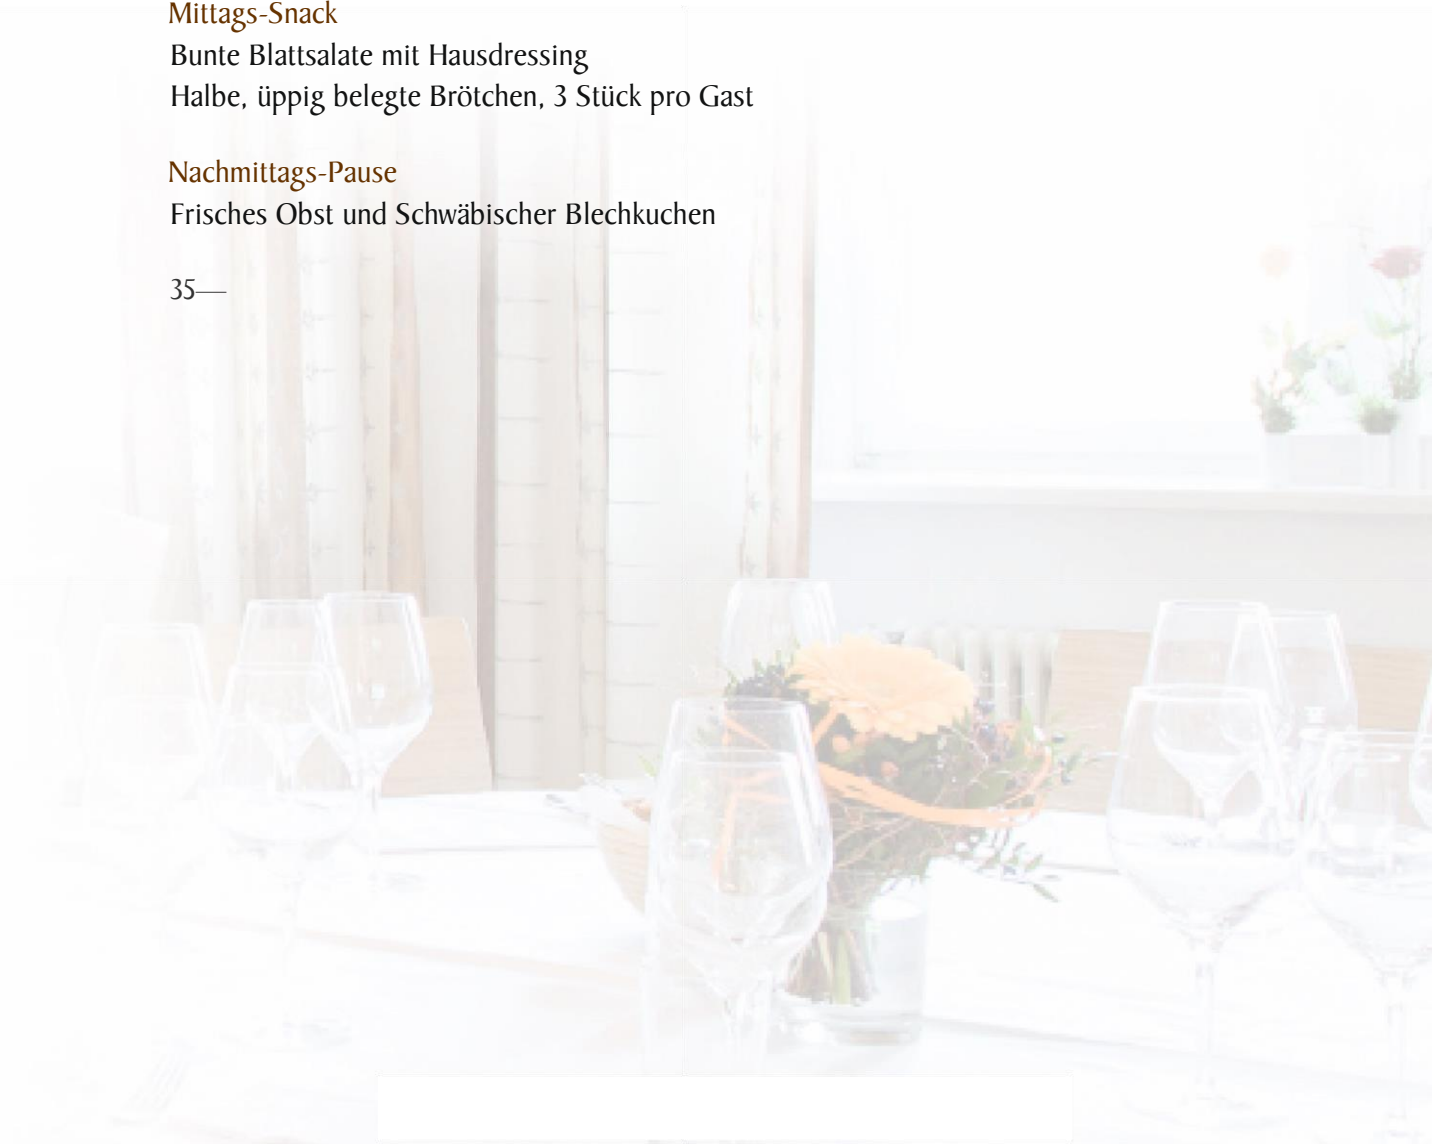 Mittags-Snack
Bunte Blattsalate mit Hausdressing
Halbe, üppig belegte Brötchen, 3 Stück pro Gast
Nachmittags-Pause
Frisches Obst und Schwäbischer Blechkuchen
35—